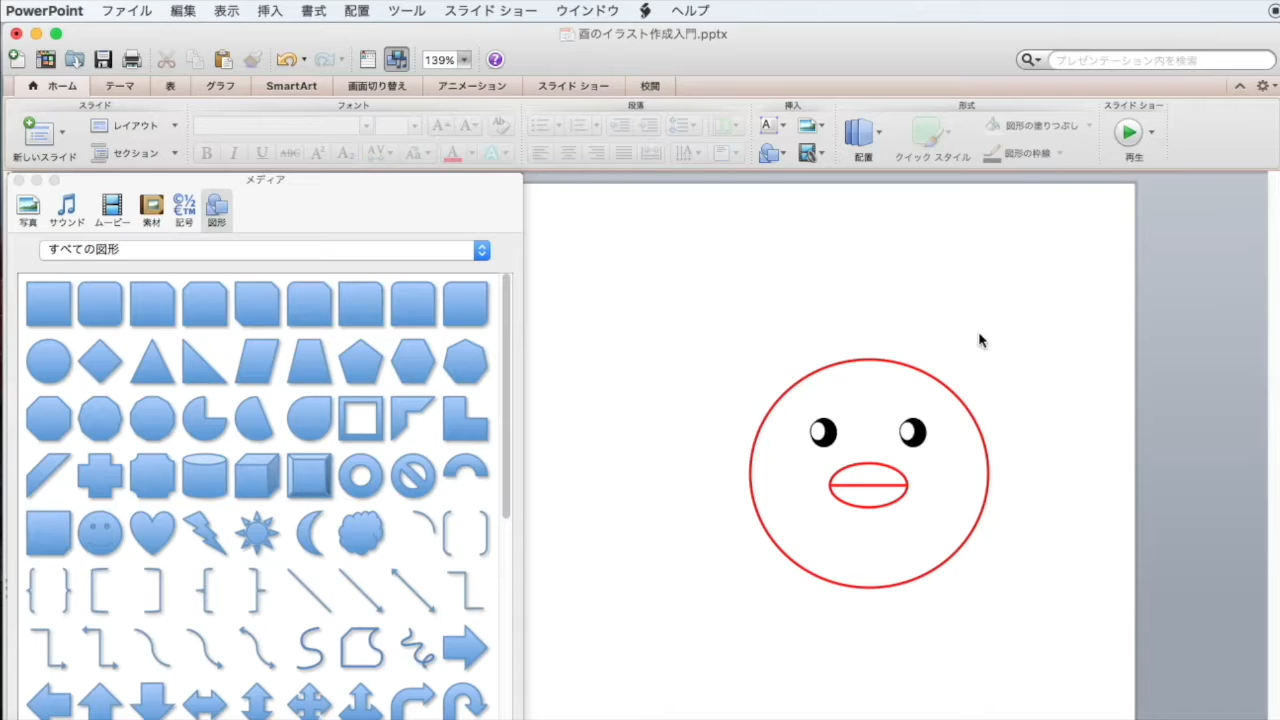 PowerPoint ファイル 編集 表示 挿入 書式 配置 ツール スライド ショー ウインドウ ヘルプ
酉のイラスト作成入門.pptx
139% プレゼンテーション内を検索
ホーム テーマ 表 グラフ SmartArt 画面切り替え アニメーション スライド ショー 校閲
スライド フォント 段落 挿入 形式 スライド ショー
新しいスライド レイアウト セクション
B I U ABC A² A₂ AV Aa A A
配置 クイック スタイル 図形の塗りつぶし 図形の枠線 再生
メディア
写真 サウンド ムービー 素材 記号 図形
すべての図形